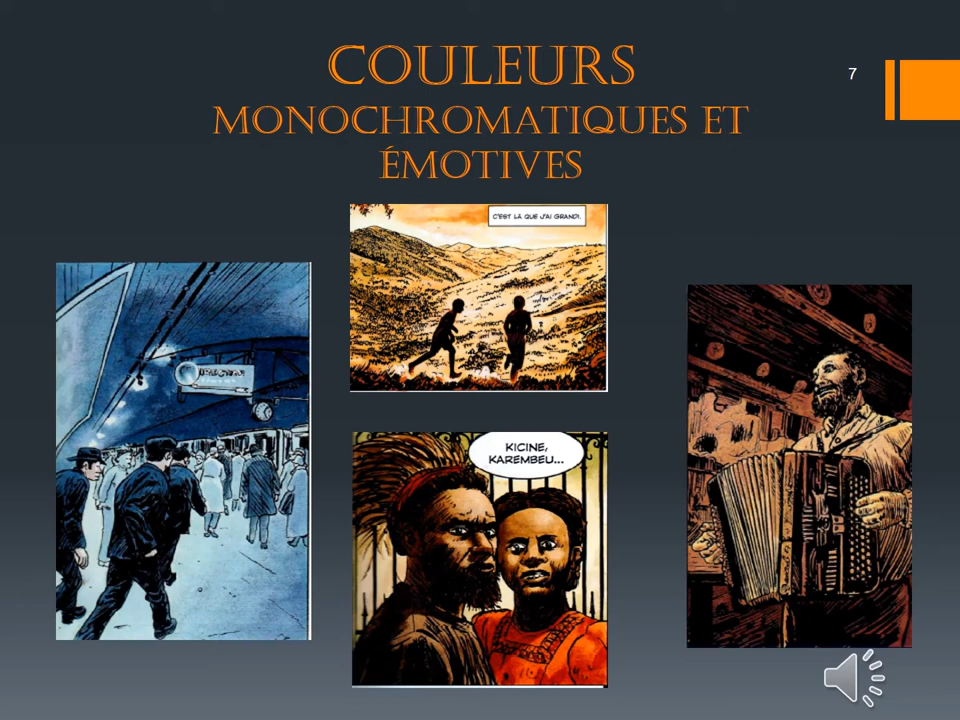 COULEURS
MONOCHROMATIQUES ET
ÉMOTIVES
7
C'EST LÀ QUE J'AI GRANDI.
KICINE,
KAREMBEU...